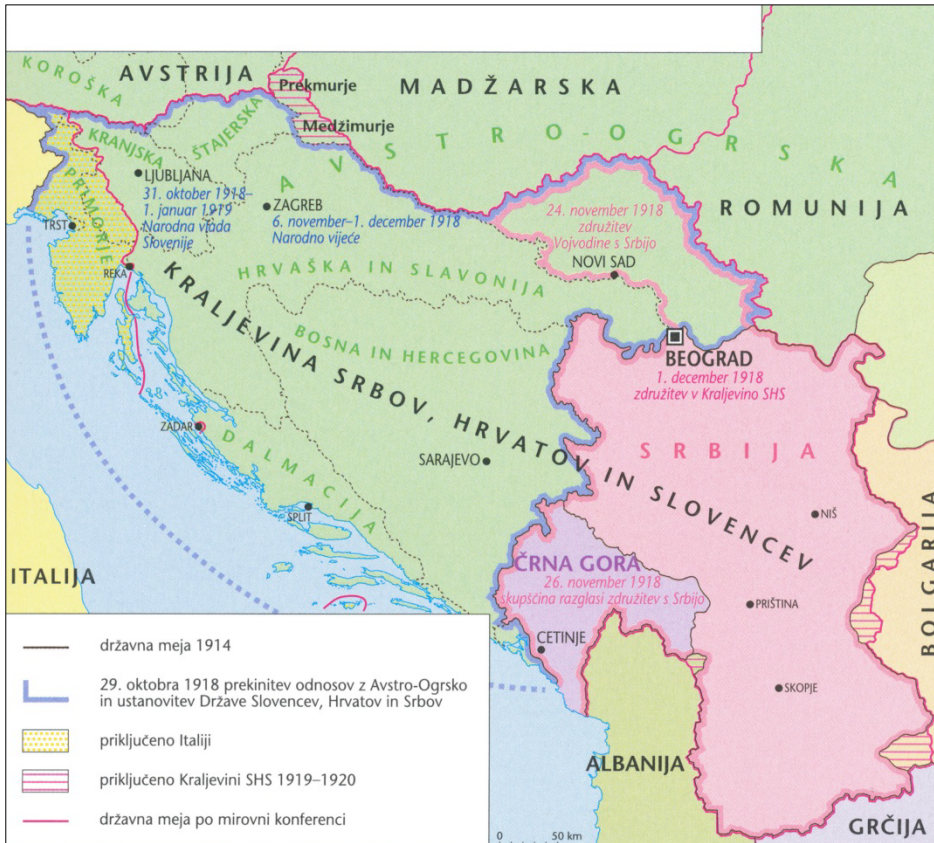 KOROŠKA
AVSTRIJA
Prekmurje
MADŽARSKA
Medžimurje
ŠTAJERSKA
KRANJSKA
AVSTRO-OGRSKA
LJUBLJANA
31. oktober 1918–
1. januar 1919
Narodna vlada
Slovenije
ZAGREB
6. november–1. december 1918
Narodno vijeće
24. november 1918
združitev
Vojvodine s Srbijo
NOVI SAD
ROMUNIJA
PRIMORJE
TRST
REKA
HRVAŠKA IN SLAVONIJA
KRALJEVINA SRBOV, HRVATOV IN SLOVENCEV
BOSNA IN HERCEGOVINA
BEOGRAD
1. december 1918
združitev v Kraljevino SHS
ZADAR
DALMACIJA
SARAJEVO
SRBIJA
SPLIT
NIŠ
BOLGARIJA
ITALIJA
ČRNA GORA
26. november 1918
skupščina razglasi združitev s Srbijo
PRIŠTINA
CETINJE
SKOPJE
ALBANIJA
GRČIJA
državna meja 1914
29. oktobra 1918 prekinitev odnosov z Avstro-Ogrsko
in ustanovitev Države Slovencev, Hrvatov in Srbov
priključeno Italiji
priključeno Kraljevini SHS 1919–1920
državna meja po mirovni konferenci
0 50 km